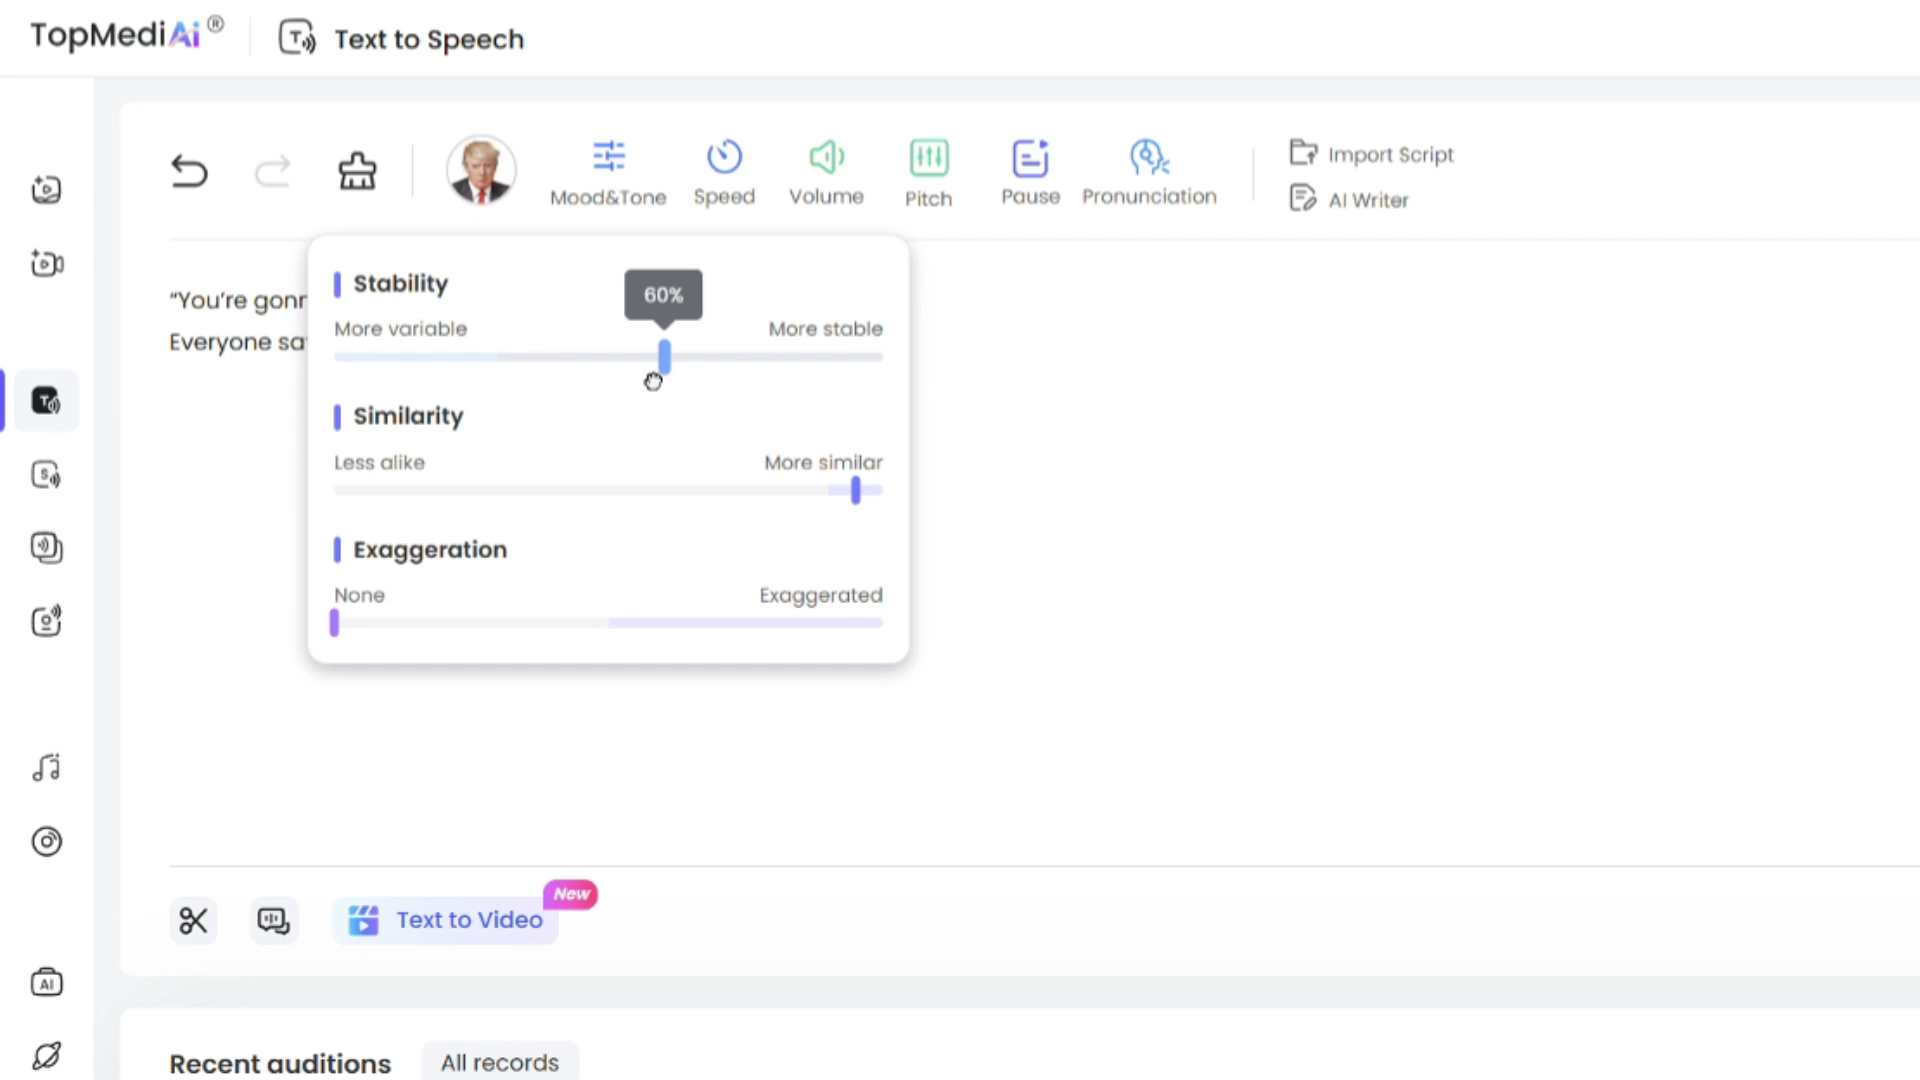 TopMediAi ® Text to Speech
Mood&Tone Speed Volume Pitch Pause Pronunciation
Import Script
AI Writer
Stability
60%
More variable More stable
“You’re
Everyone
Similarity
Less alike More similar
Exaggeration
None Exaggerated
New
Text to Video
AI
Recent auditions All records